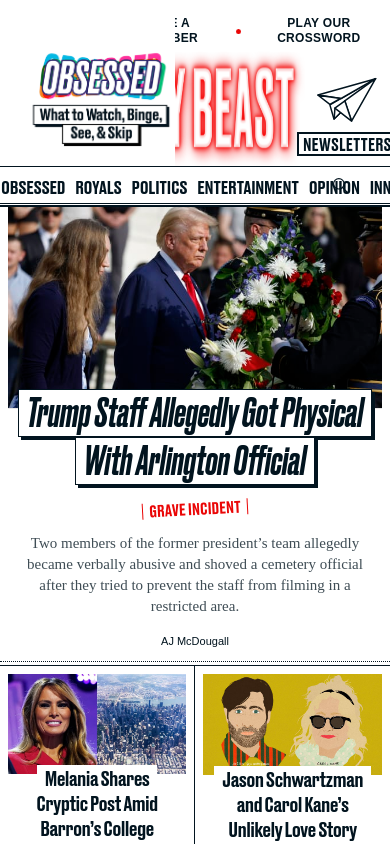 E A
PLAY OUR
BER
CROSSWORD
OBSESSED
What to Watch, Binge,
See, & Skip
Y BEAST
NEWSLETTERS
OBSESSED ROYALS POLITICS ENTERTAINMENT OPINION INN
Trump Staff Allegedly Got Physical
With Arlington Official
GRAVE INCIDENT
Two members of the former president’s team allegedly
became verbally abusive and shoved a cemetery official
after they tried to prevent the staff from filming in a
restricted area.
AJ McDougall
Melania Shares
Cryptic Post Amid
Barron’s College
Jason Schwartzman
and Carol Kane’s
Unlikely Love Story